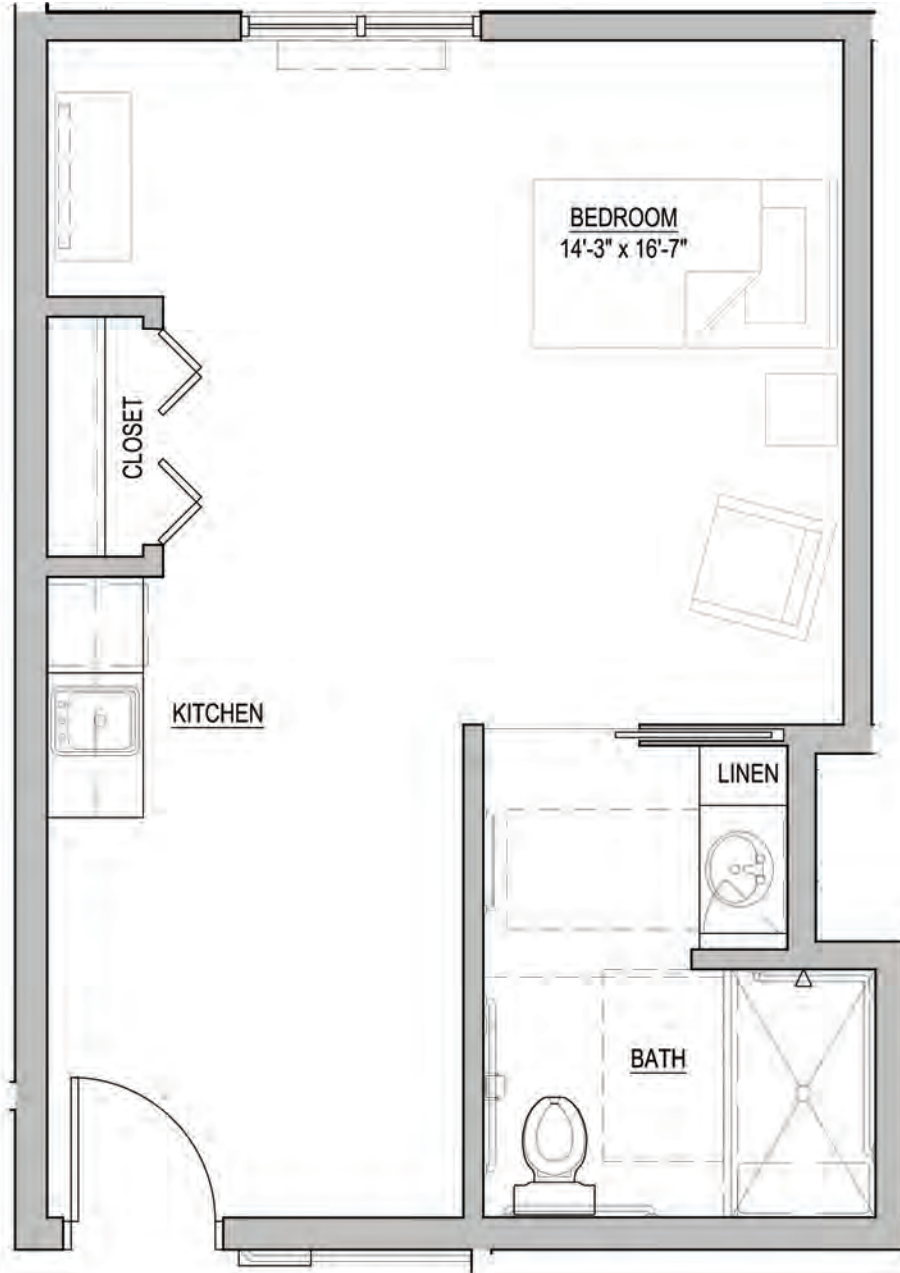 BEDROOM
14'-3" x 16'-7"
CLOSET
KITCHEN
LINEN
BATH